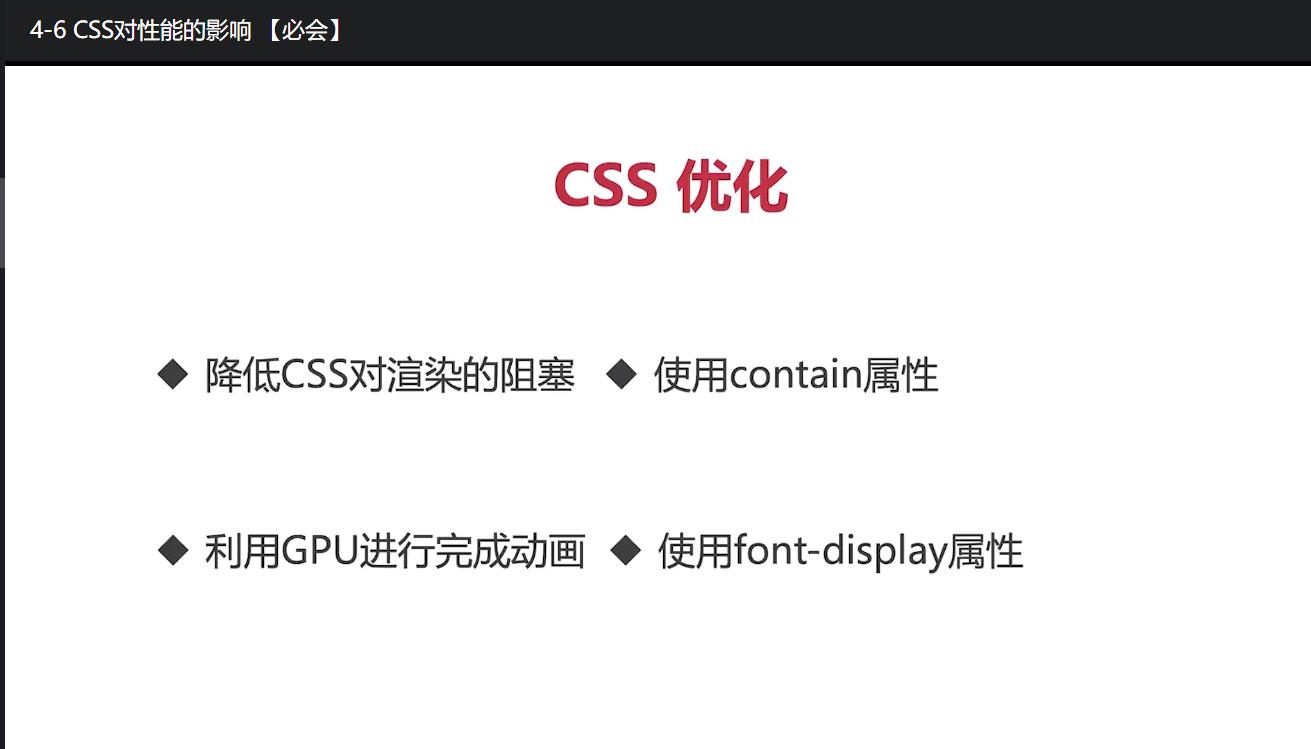 4-6 CSS对性能的影响 【必会】
CSS 优化
◆ 降低CSS对渲染的阻塞 ◆ 使用contain属性
◆ 利用GPU进行完成动画 ◆ 使用font-display属性